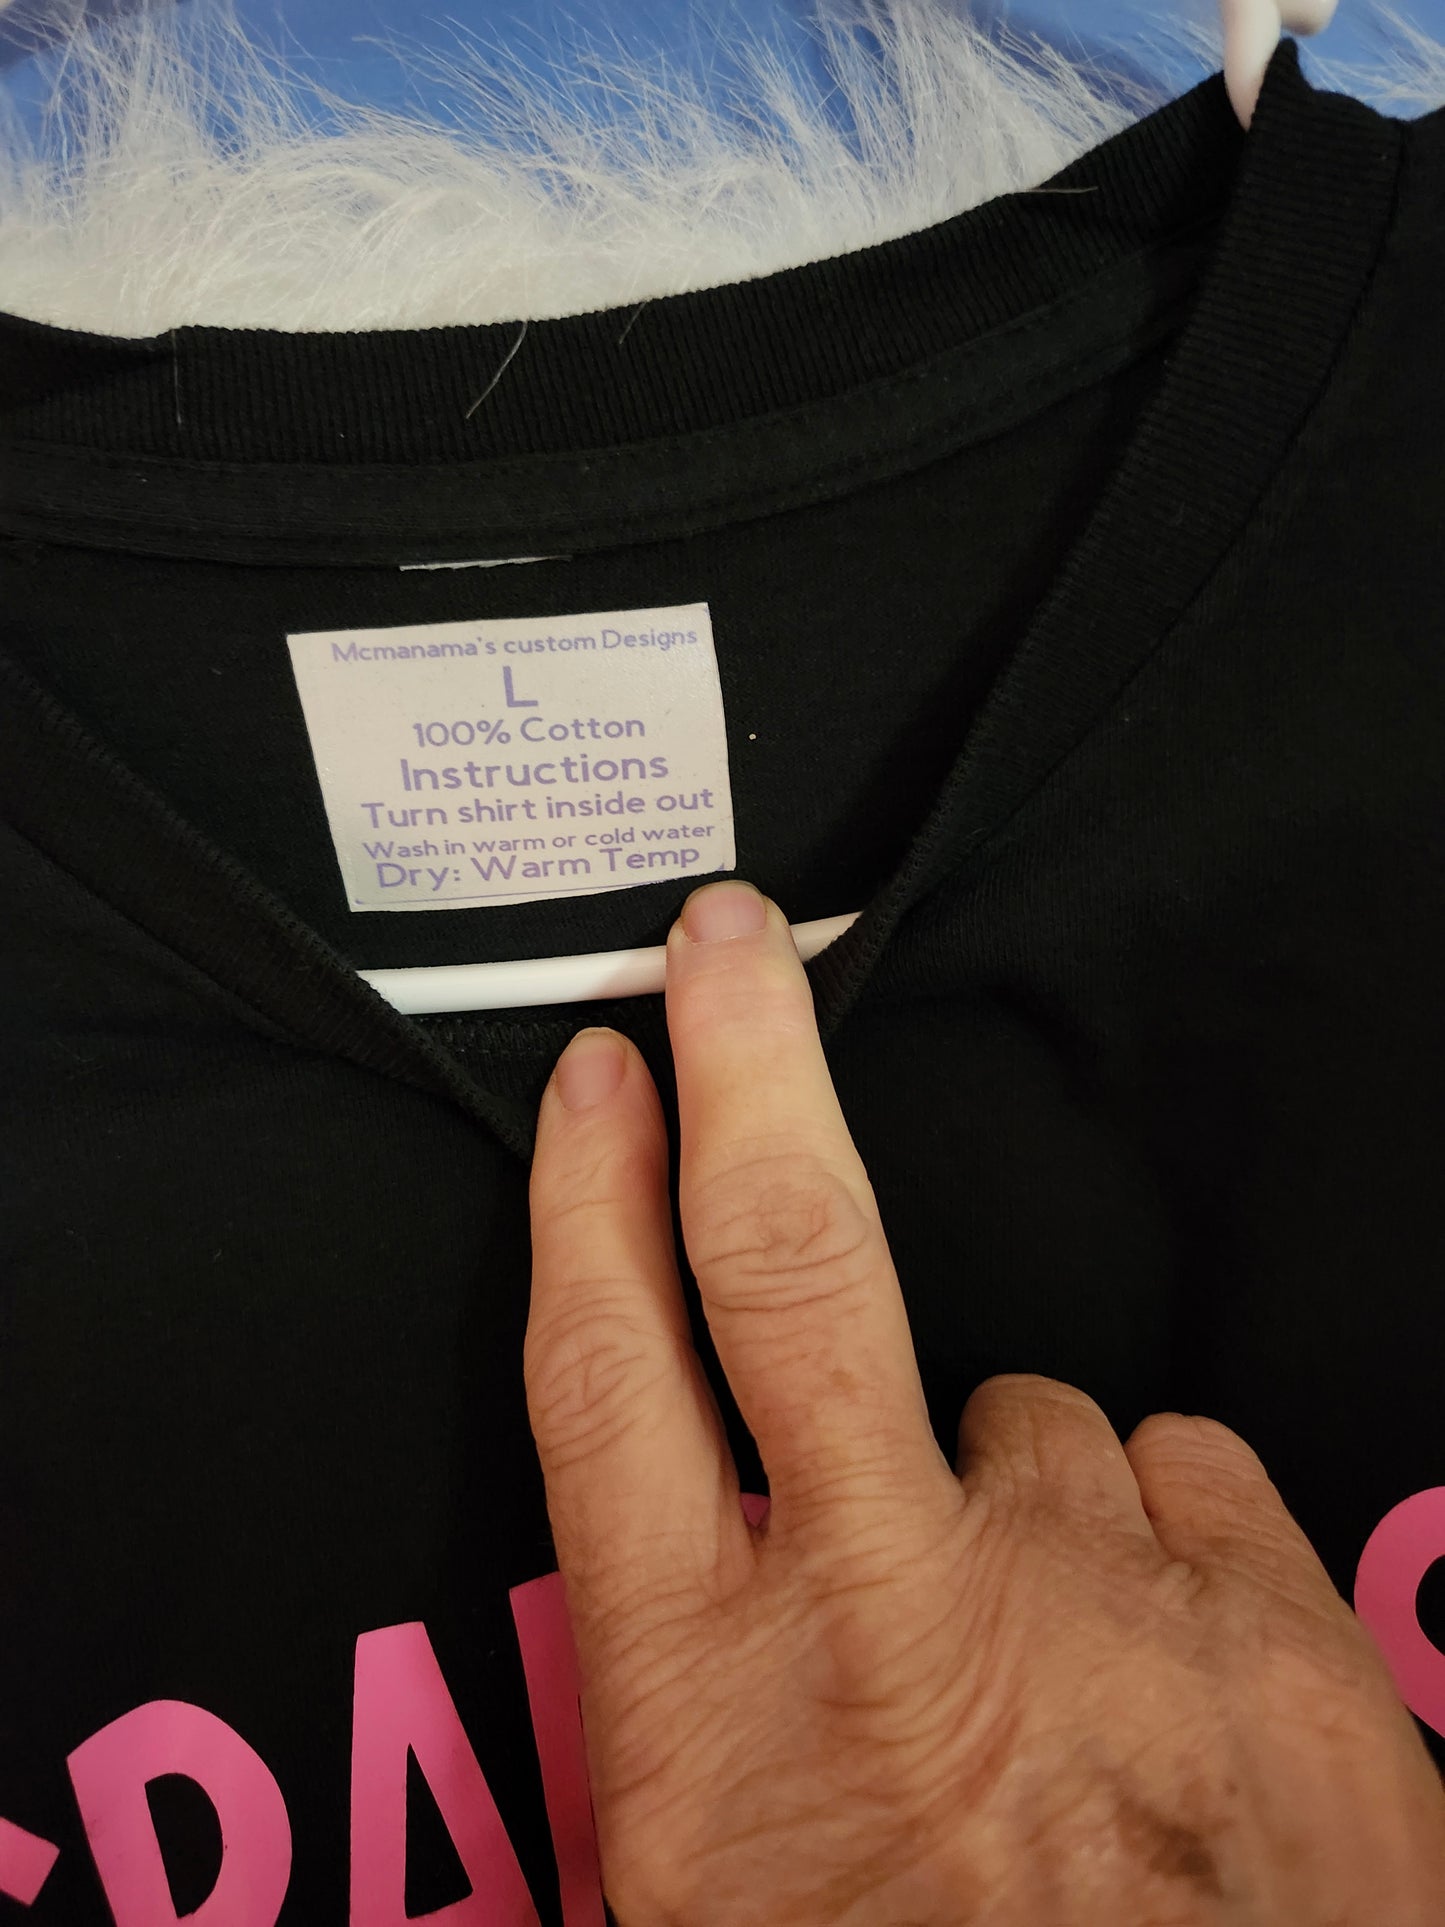 Mcmanama's custom Designs
L
100% Cotton
Instructions
Turn shirt inside out
Wash in warm or cold water
Dry: Warm Temp